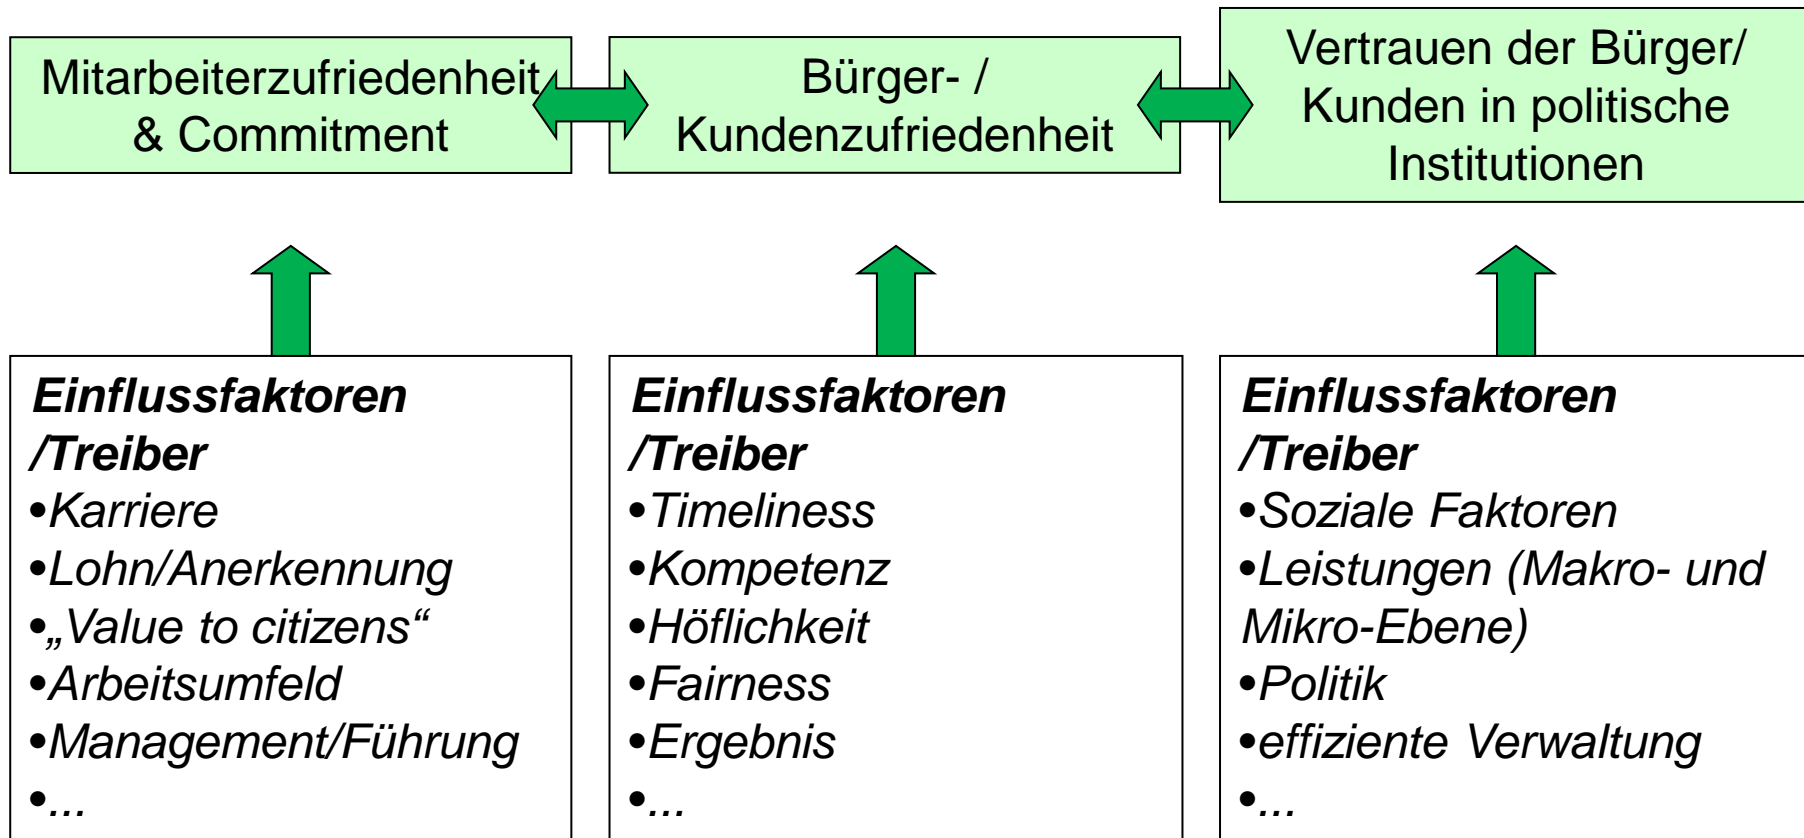 Mitarbeiterzufriedenheit
& Commitment
Bürger- /
Kundenzufriedenheit
Vertrauen der Bürger/
Kunden in politische
Institutionen
Einflussfaktoren
/Treiber
•Karriere
•Lohn/Anerkennung
•„Value to citizens“
•Arbeitsumfeld
•Management/Führung
•...
Einflussfaktoren
/Treiber
•Timeliness
•Kompetenz
•Höflichkeit
•Fairness
•Ergebnis
•...
Einflussfaktoren
/Treiber
•Soziale Faktoren
•Leistungen (Makro- und
Mikro-Ebene)
•Politik
•effiziente Verwaltung
•...